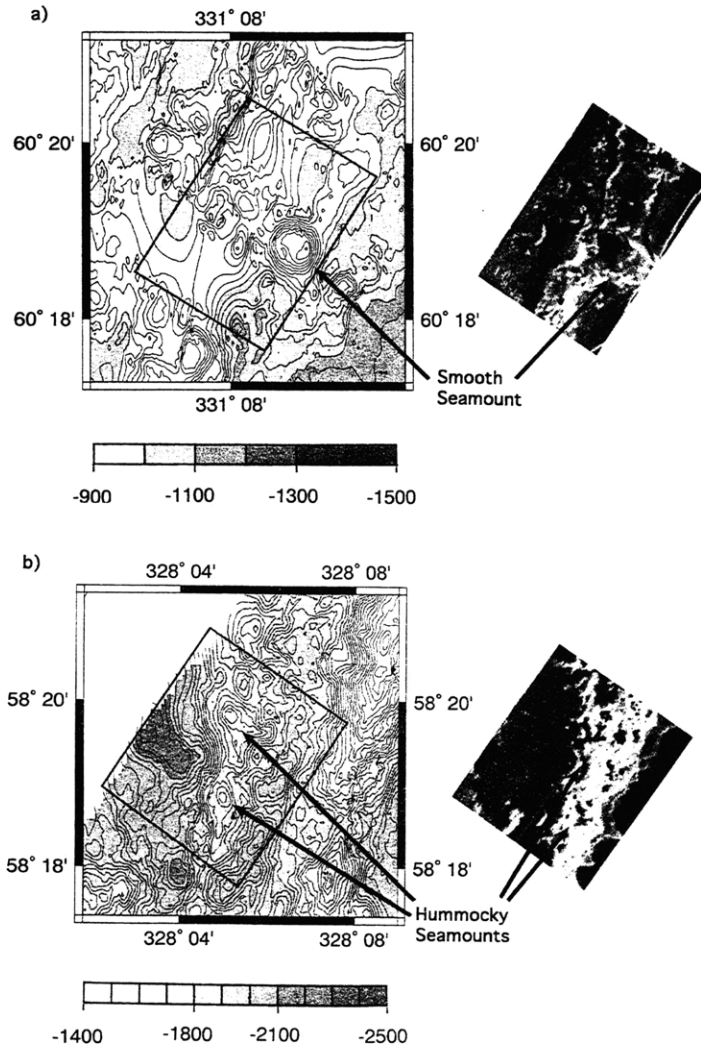 a)
331° 08'
60° 20'
60° 20'
60° 18'
60° 18'
331° 08'
Smooth
Seamount
-900 -1100 -1300 -1500
b)
328° 04' 328° 08'
58° 20'
58° 20'
58° 18'
58° 18'
328° 04' 328° 08'
Hummocky
Seamounts
-1400 -1800 -2100 -2500